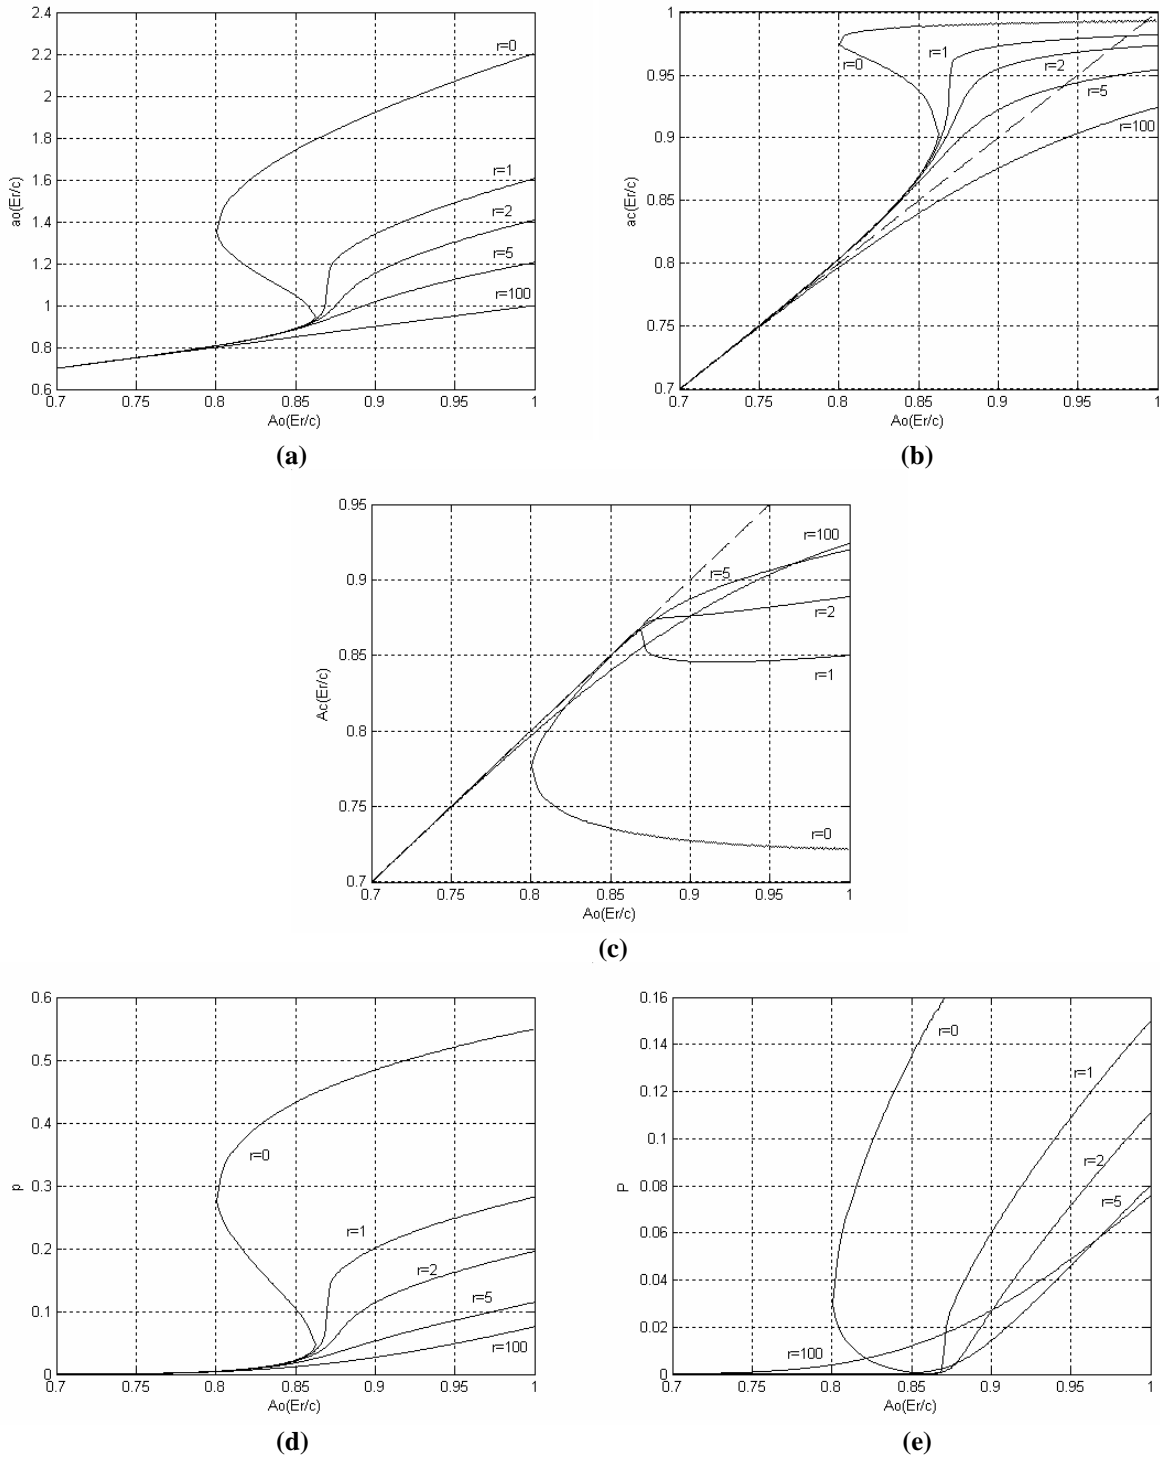 2.4
2.2
2
1.8
1.6
1.4
1.2
1
0.8
0.6
ao(Er/c)
r=0
r=1
r=2
r=5
r=100
0.7 0.75 0.8 0.85 0.9 0.95 1
Ao(Er/c)
(a)
1
0.95
0.9
0.85
0.8
0.75
0.7
ac(Er/c)
r=0
r=1
r=2
r=5
r=100
0.7 0.75 0.8 0.85 0.9 0.95 1
Ao(Er/c)
(b)
0.95
0.9
0.85
0.8
0.75
0.7
Ac(Er/c)
r=100
r=5
r=2
r=1
r=0
0.7 0.75 0.8 0.85 0.9 0.95 1
Ao(Er/c)
(c)
0.6
0.5
0.4
0.3
0.2
0.1
0
p
r=0
r=1
r=2
r=5
r=100
0.7 0.75 0.8 0.85 0.9 0.95 1
Ao(Er/c)
(d)
0.16
0.14
0.12
0.1
0.08
0.06
0.04
0.02
0
P
r=0
r=1
r=2
r=5
r=100
0.7 0.75 0.8 0.85 0.9 0.95 1
Ao(Er/c)
(e)